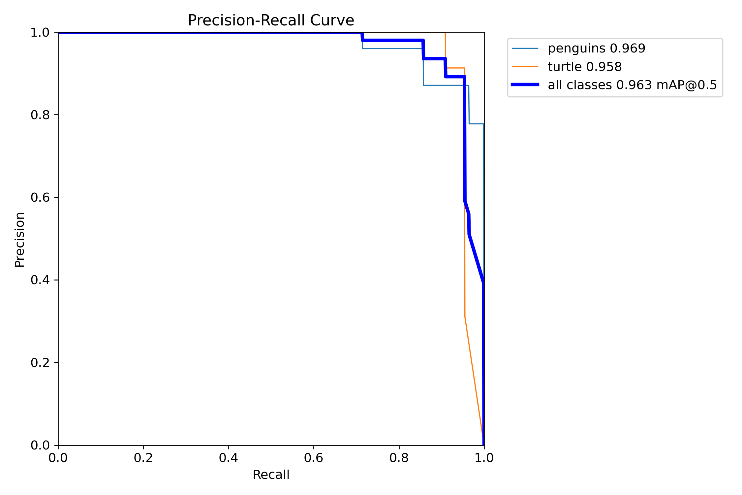 Precision-Recall Curve
1.0
0.8
0.6
0.4
0.2
0.0
Precision
0.0 0.2 0.4 0.6 0.8 1.0
Recall
penguins 0.969
turtle 0.958
all classes 0.963 mAP@0.5